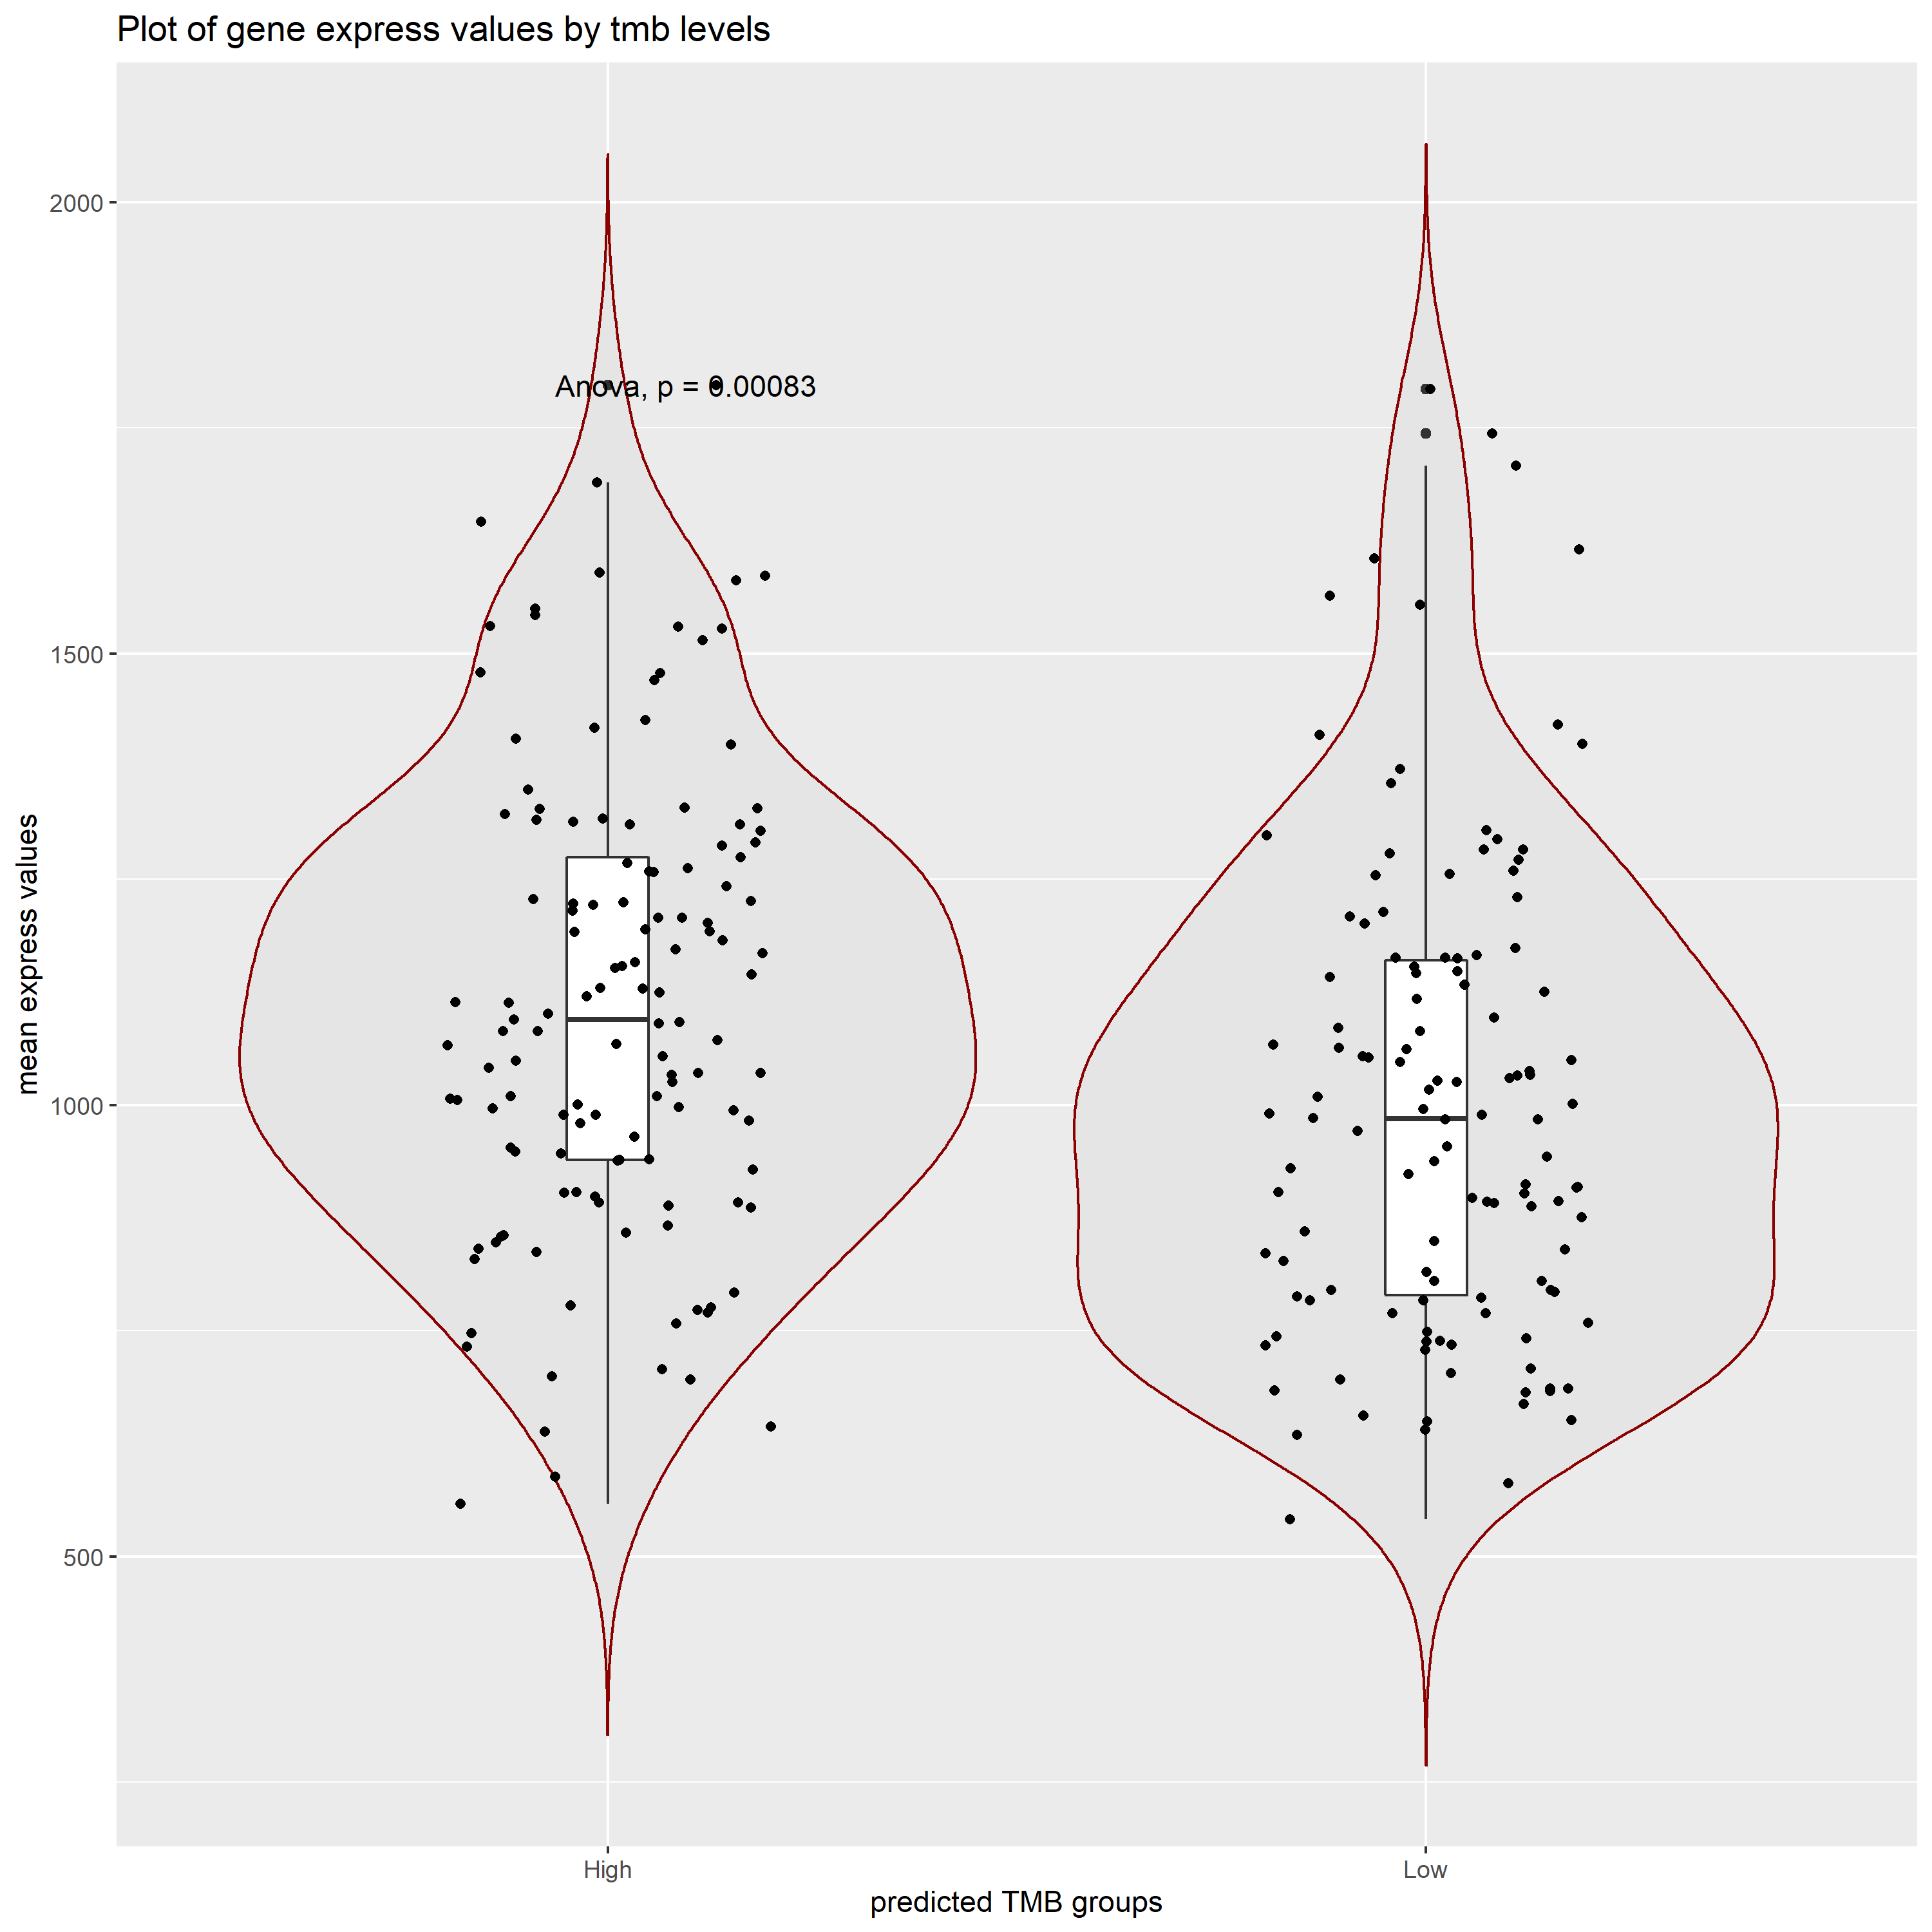 Plot of gene express values by tmb levels
2000
Anova, p = 0.00083
1500
mean express values
1000
500
High
Low
predicted TMB groups